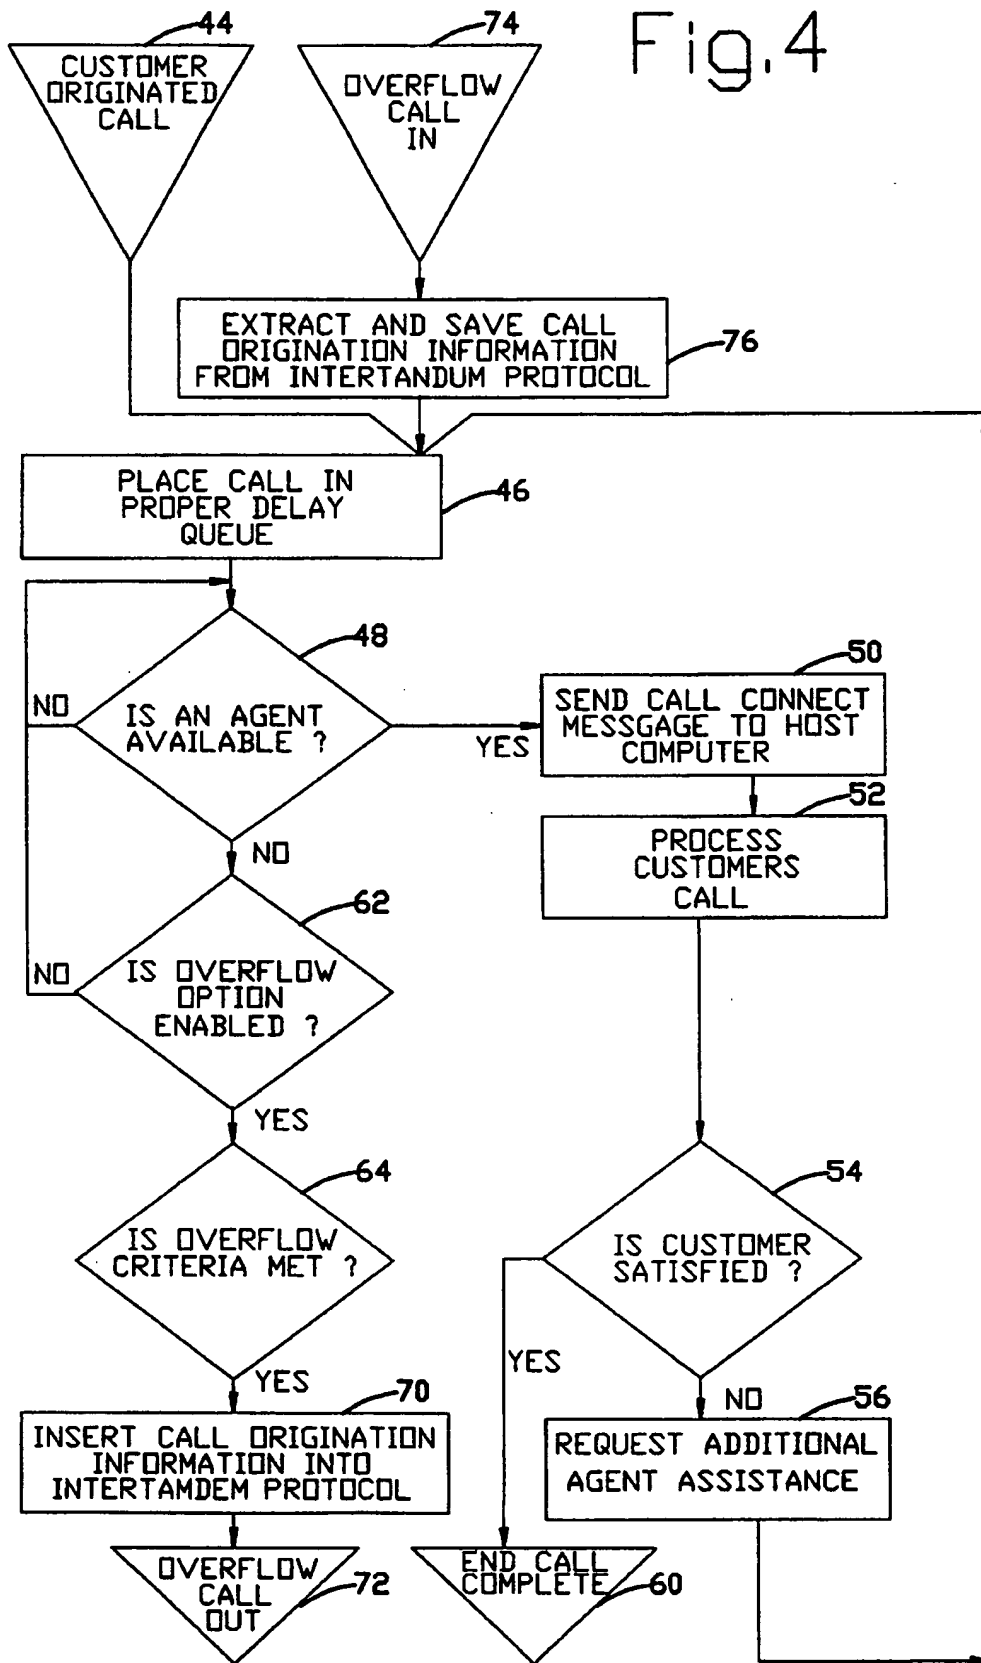 Fig.4
44
CUSTOMER
ORIGINATED
CALL
74
OVERFLOW
CALL
IN
EXTRACT AND SAVE CALL
ORIGINATION INFORMATION
FROM INTERTANDUM PROTOCOL
76
PLACE CALL IN
PROPER DELAY
QUEUE
46
48
NO
IS AN AGENT
AVAILABLE ?
YES
50
SEND CALL CONNECT
MESSGAGE TO HOST
COMPUTER
52
PROCESS
CUSTOMERS
CALL
NO
62
NO
IS OVERFLOW
OPTION
ENABLED ?
YES
64
IS OVERFLOW
CRITERIA MET ?
54
IS CUSTOMER
SATISFIED ?
YES
YES
NO
70
INSERT CALL ORIGINATION
INFORMATION INTO
INTERTAMDEM PROTOCOL
56
REQUEST ADDITIONAL
AGENT ASSISTANCE
OVERFLOW
CALL
OUT
72
END CALL
COMPLETE
60